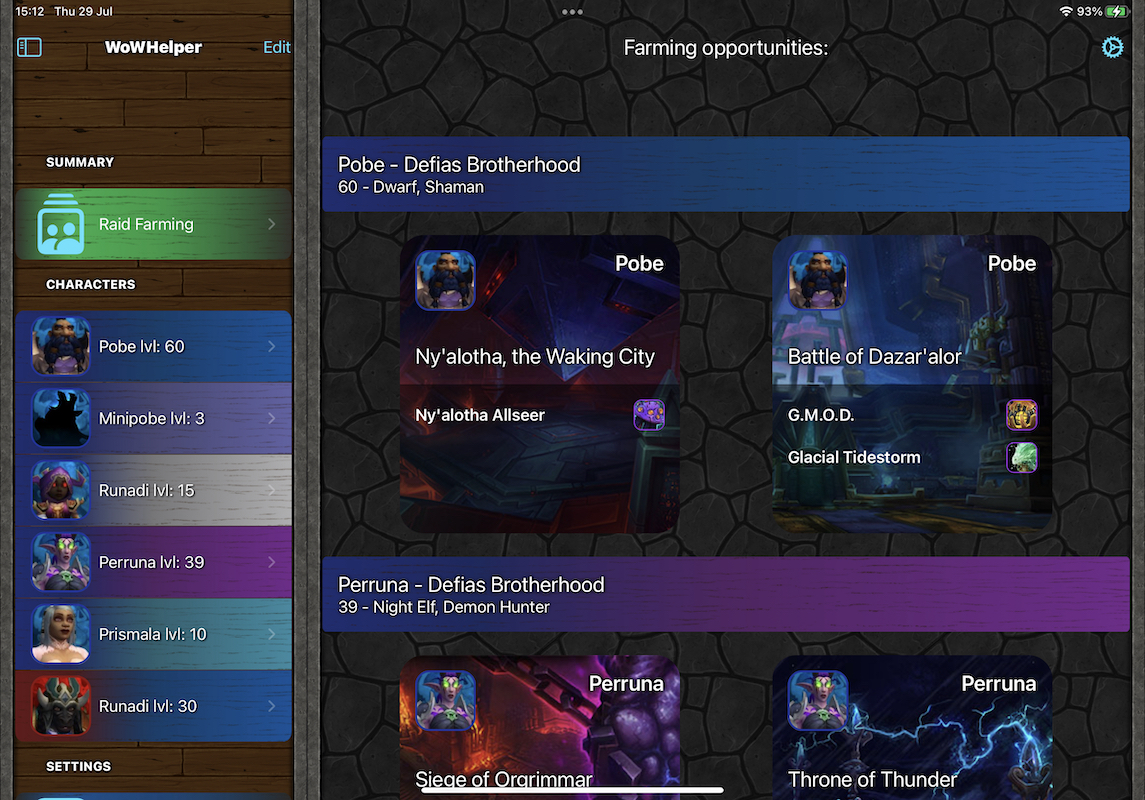 15:12 Thu 29 Jul
93%
WoWHelper
Edit
Farming opportunities:
SUMMARY
Raid Farming
CHARACTERS
Pobe lvl: 60
Minipobe lvl: 3
Runadi lvl: 15
Perruna lvl: 39
Prismala lvl: 10
Runadi lvl: 30
SETTINGS
Pobe - Defias Brotherhood
60 - Dwarf, Shaman
Pobe
Ny'alotha, the Waking City
Ny'alotha Allseer
Pobe
Battle of Dazar'alor
G.M.O.D.
Glacial Tidestorm
Perruna - Defias Brotherhood
39 - Night Elf, Demon Hunter
Perruna
Siege of Orgrimmar
Perruna
Throne of Thunder